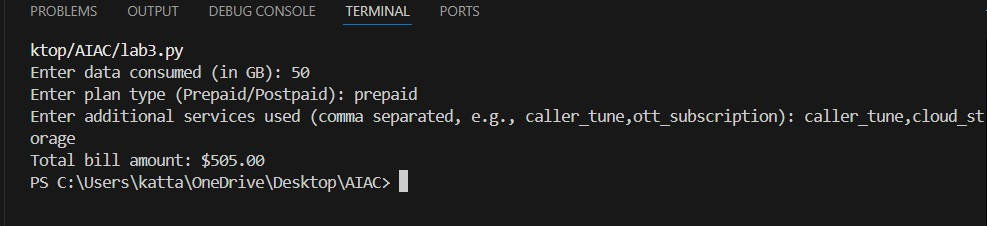 PROBLEMS OUTPUT DEBUG CONSOLE TERMINAL PORTS
ktop/AIAC/lab3.py
Enter data consumed (in GB): 50
Enter plan type (Prepaid/Postpaid): prepaid
Enter additional services used (comma separated, e.g., caller_tune,ott_subscription): caller_tune,cloud_st
orage
Total bill amount: $505.00
PS C:\Users\katta\OneDrive\Desktop\AIAC>